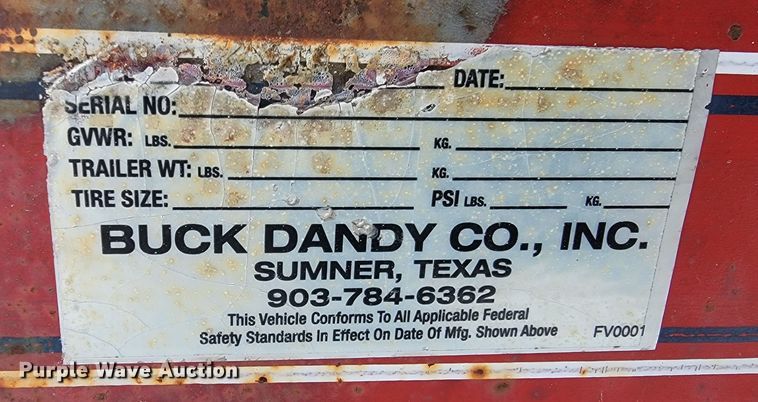 DATE:
SERIAL NO:
GVWR: LBS. KG.
TRAILER WT: LBS. KG.
TIRE SIZE: PSI LBS. KG.
BUCK DANDY CO., INC.
SUMNER, TEXAS
903-784-6362
This Vehicle Conforms To All Applicable Federal
Safety Standards In Effect On Date Of Mfg. Shown Above FV0001
Purple Wave Auction